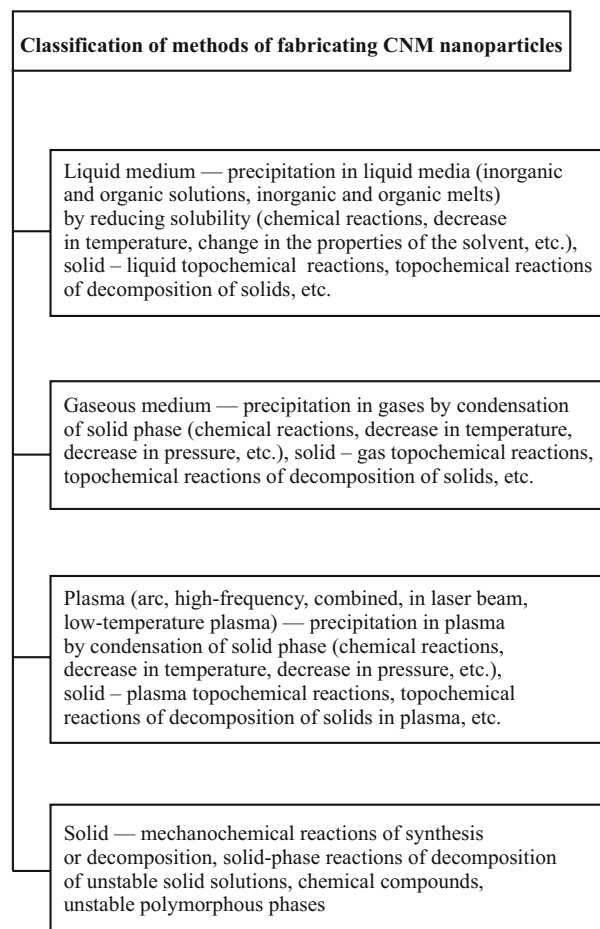 Classification of methods of fabricating CNM nanoparticles
Liquid medium — precipitation in liquid media (inorganic
and organic solutions, inorganic and organic melts)
by reducing solubility (chemical reactions, decrease
in temperature, change in the properties of the solvent, etc.),
solid – liquid topochemical  reactions, topochemical reactions
of decomposition of solids, etc.
Gaseous medium — precipitation in gases by condensation
of solid phase (chemical reactions, decrease in temperature,
decrease in pressure, etc.), solid – gas topochemical reactions,
topochemical reactions of decomposition of solids, etc.
Plasma (arc, high-frequency, combined, in laser beam,
low-temperature plasma) — precipitation in plasma
by condensation of solid phase (chemical reactions,
decrease in temperature, decrease in pressure, etc.),
solid – plasma topochemical reactions, topochemical
reactions of decomposition of solids in plasma, etc.
Solid — mechanochemical reactions of synthesis
or decomposition, solid-phase reactions of decomposition
of unstable solid solutions, chemical compounds,
unstable polymorphous phases